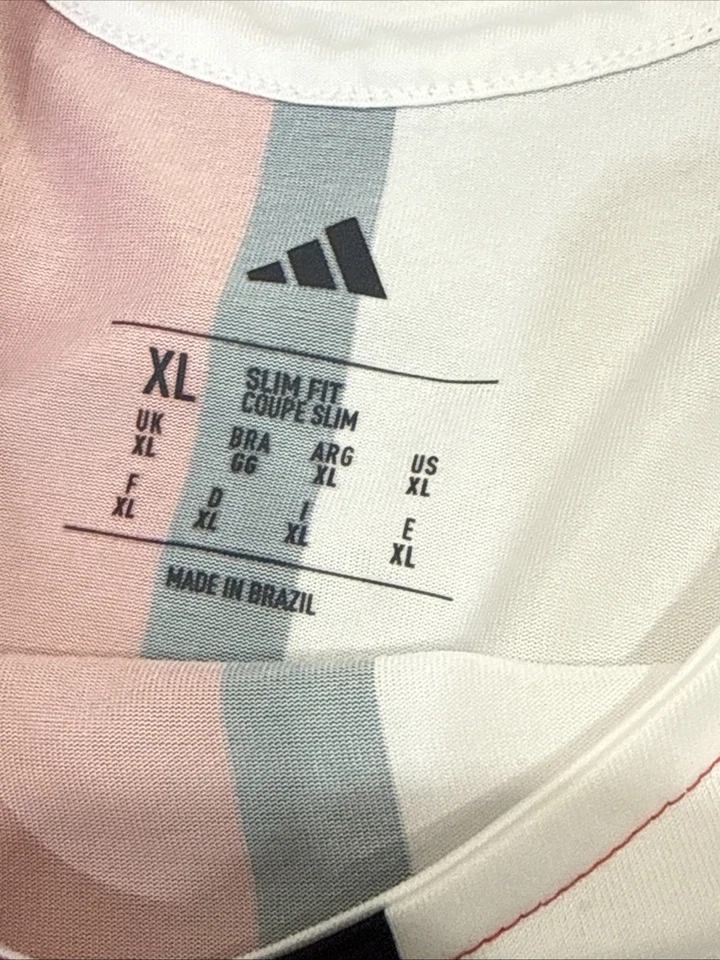 XL SLIM FIT
COUPE SLIM
UK BRA ARG US
XL GG XL XL
F D I E
XL XL XL XL
MADE IN BRAZIL